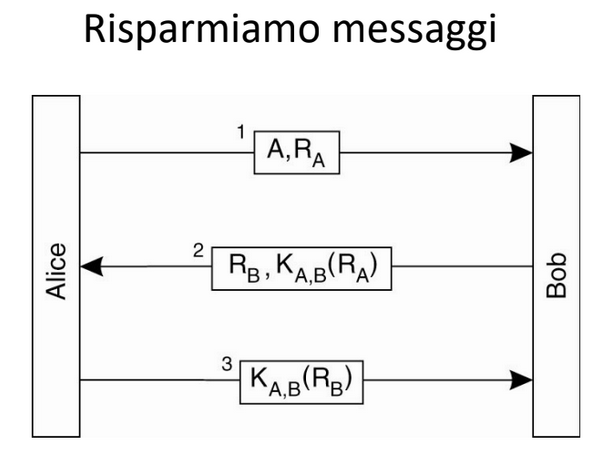 Risparmiamo messaggi
1
A,R_A
2
R_B,K_A,B(R_A)
3
K_A,B(R_B)
Alice
Bob